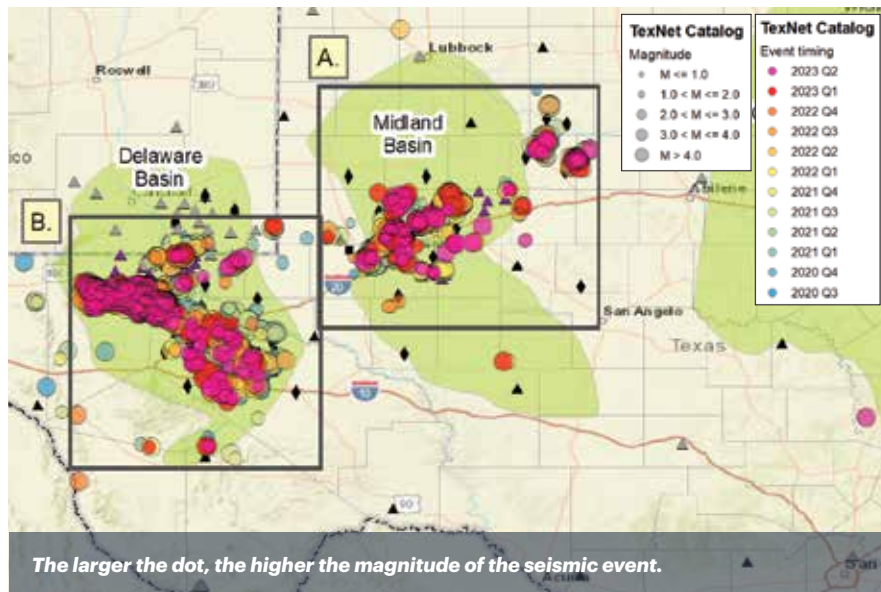 A.
Lubbock
Roswell
Midland
Basin
Delaware
Basin
B.
20
San Angelo
Texas
10
90
TexNet Catalog
Magnitude
M <= 1.0
1.0 < M <= 2.0
2.0 < M <= 3.0
3.0 < M <= 4.0
M > 4.0
TexNet Catalog
Event timing
2023 Q2
2023 Q1
2022 Q4
2022 Q3
2022 Q2
2022 Q1
2021 Q4
2021 Q3
2021 Q2
2021 Q1
2020 Q4
2020 Q3
The larger the dot, the higher the magnitude of the seismic event.